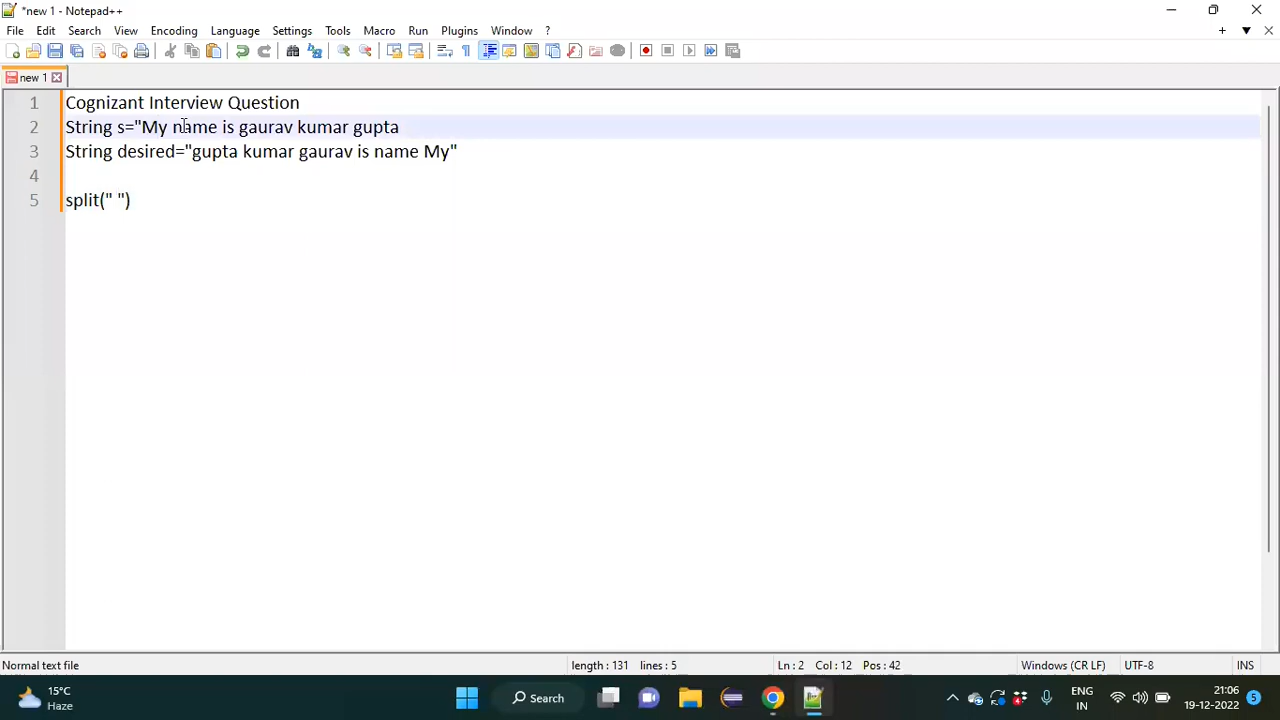 *new 1 - Notepad++
File Edit Search View Encoding Language Settings Tools Macro Run Plugins Window ?
new 1
1 Cognizant Interview Question
2 String s="My name is gaurav kumar gupta
3 String desired="gupta kumar gaurav is name My"
4
5 split(" ")
Normal text file length : 131 lines : 5 Ln : 2 Col : 12 Pos : 42 Windows (CR LF) UTF-8 INS
15°C
Haze
Search
ENG
IN
21:06
19-12-2022
5